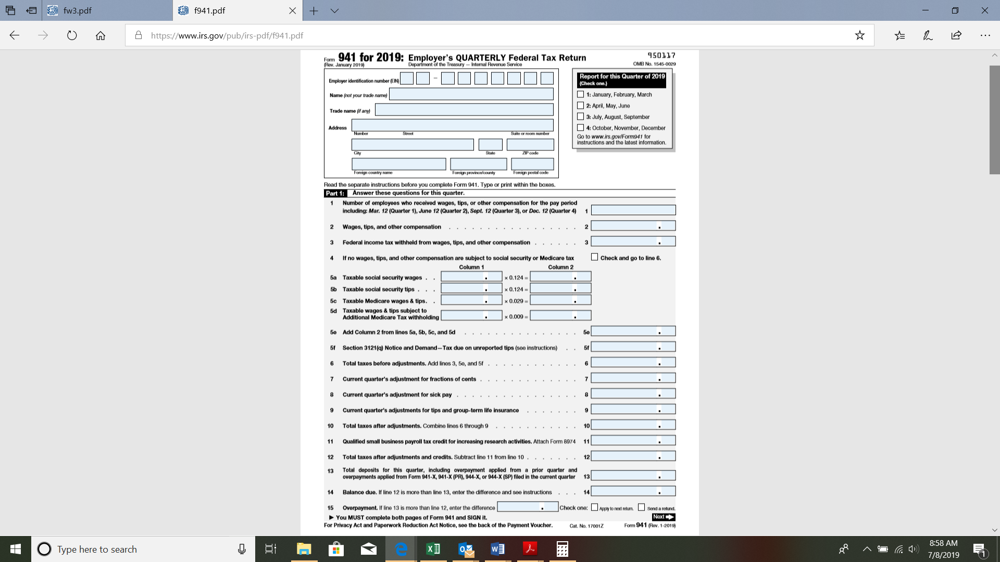 fw3.pdf
f941.pdf
https://www.irs.gov/pub/irs-pdf/f941.pdf
Form 941 for 2019: Employer's QUARTERLY Federal Tax Return
950117
(Rev. January 2019)
Department of the Treasury — Internal Revenue Service
OMB No. 1545-0029
Employer identification number (EIN)
–
Name (not your trade name)
Trade name (if any)
Address
Number Street Suite or room number
City State ZIP code
Foreign country name Foreign province/county Foreign postal code
Report for this Quarter of 2019
(Check one.)
1: January, February, March
2: April, May, June
3: July, August, September
4: October, November, December
Go to www.irs.gov/Form941 for
instructions and the latest information.
Read the separate instructions before you complete Form 941. Type or print within the boxes.
Part 1: Answer these questions for this quarter.
1 Number of employees who received wages, tips, or other compensation for the pay period
including: Mar. 12 (Quarter 1), June 12 (Quarter 2), Sept. 12 (Quarter 3), or Dec. 12 (Quarter 4) 1
2 Wages, tips, and other compensation . . . . . . . . . . . . . . . . . 2 .
3 Federal income tax withheld from wages, tips, and other compensation . . . . . . 3 .
4 If no wages, tips, and other compensation are subject to social security or Medicare tax Check and go to line 6.
Column 1 Column 2
5a Taxable social security wages . . . × 0.124 = .
5b Taxable social security tips . . . . × 0.124 = .
5c Taxable Medicare wages & tips. . . × 0.029 = .
5d Taxable wages & tips subject to
Additional Medicare Tax withholding . × 0.009 = .
5e Add Column 2 from lines 5a, 5b, 5c, and 5d . . . . . . . . . . . . . . . 5e .
5f Section 3121(q) Notice and Demand—Tax due on unreported tips (see instructions) . . 5f .
6 Total taxes before adjustments. Add lines 3, 5e, and 5f . . . . . . . . . . . . 6 .
7 Current quarter's adjustment for fractions of cents . . . . . . . . . . . . . 7 .
8 Current quarter's adjustment for sick pay . . . . . . . . . . . . . . . . 8 .
9 Current quarter's adjustments for tips and group-term life insurance . . . . . . . 9 .
10 Total taxes after adjustments. Combine lines 6 through 9 . . . . . . . . . . . 10 .
11 Qualified small business payroll tax credit for increasing research activities. Attach Form 8974 11 .
12 Total taxes after adjustments and credits. Subtract line 11 from line 10 . . . . . . . 12 .
13 Total deposits for this quarter, including overpayment applied from a prior quarter and
overpayments applied from Form 941-X, 941-X (PR), 944-X, or 944-X (SP) filed in the current quarter 13 .
14 Balance due. If line 12 is more than line 13, enter the difference and see instructions . . . 14 .
15 Overpayment. If line 13 is more than line 12, enter the difference . Check one: Apply to next return. Send a refund.
▶ You MUST complete both pages of Form 941 and SIGN it.
Next
For Privacy Act and Paperwork Reduction Act Notice, see the back of the Payment Voucher. Cat. No. 17001Z Form 941 (Rev. 1-2019)
Type here to search
8:58 AM
7/8/2019
1